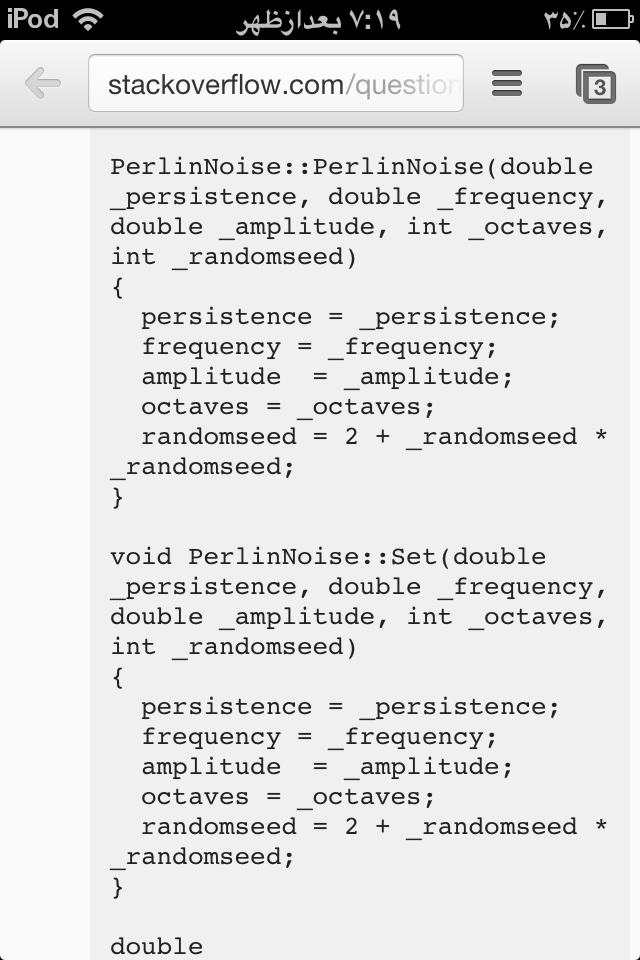 iPod ۷:۱۹ بعدازظهر ۳۵٪
stackoverflow.com/question
3
PerlinNoise::PerlinNoise(double
_persistence, double _frequency,
double _amplitude, int _octaves,
int _randomseed)
{
  persistence = _persistence;
  frequency = _frequency;
  amplitude  = _amplitude;
  octaves = _octaves;
  randomseed = 2 + _randomseed *
_randomseed;
}

void PerlinNoise::Set(double
_persistence, double _frequency,
double _amplitude, int _octaves,
int _randomseed)
{
  persistence = _persistence;
  frequency = _frequency;
  amplitude  = _amplitude;
  octaves = _octaves;
  randomseed = 2 + _randomseed *
_randomseed;
}

double